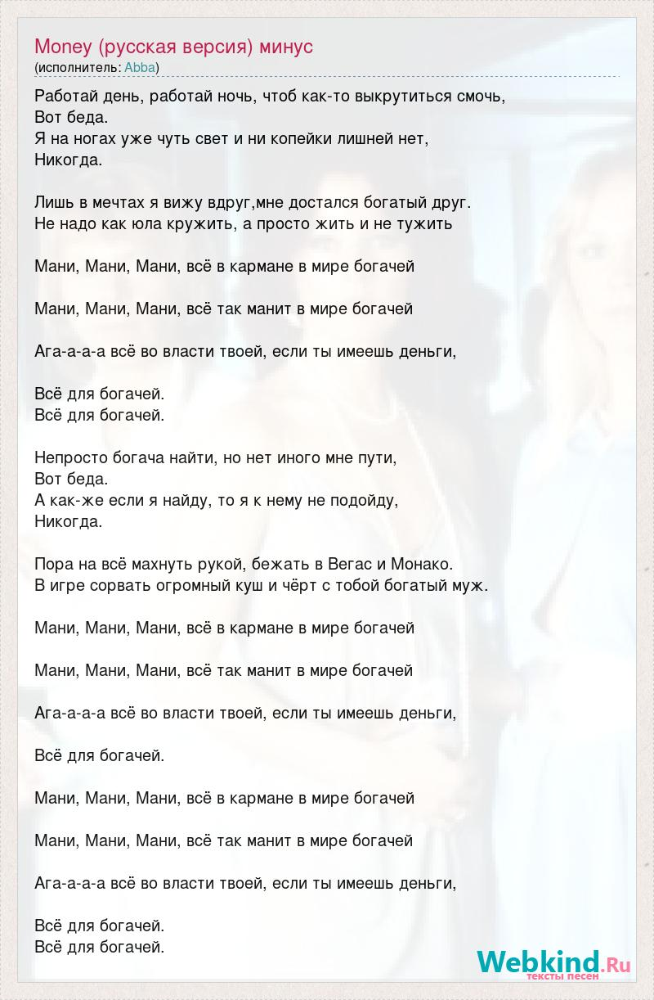 Money (русская версия) минус
(исполнитель: Abba)
Работай день, работай ночь, чтоб как-то выкрутиться смочь,
Вот беда.
Я на ногах уже чуть свет и ни копейки лишней нет,
Никогда.
Лишь в мечтах я вижу вдруг,мне достался богатый друг.
Не надо как юла кружить, а просто жить и не тужить
Мани, Мани, Мани, всё в кармане в мире богачей
Мани, Мани, Мани, всё так манит в мире богачей
Ага-а-а-а всё во власти твоей, если ты имеешь деньги,
Всё для богачей.
Всё для богачей.
Непросто богача найти, но нет иного мне пути,
Вот беда.
А как-же если я найду, то я к нему не подойду,
Никогда.
Пора на всё махнуть рукой, бежать в Вегас и Монако.
В игре сорвать огромный куш и чёрт с тобой богатый муж.
Мани, Мани, Мани, всё в кармане в мире богачей
Мани, Мани, Мани, всё так манит в мире богачей
Ага-а-а-а всё во власти твоей, если ты имеешь деньги,
Всё для богачей.
Мани, Мани, Мани, всё в кармане в мире богачей
Мани, Мани, Мани, всё так манит в мире богачей
Ага-а-а-а всё во власти твоей, если ты имеешь деньги,
Всё для богачей.
Всё для богачей.
Webkind.Ru
тексты песен